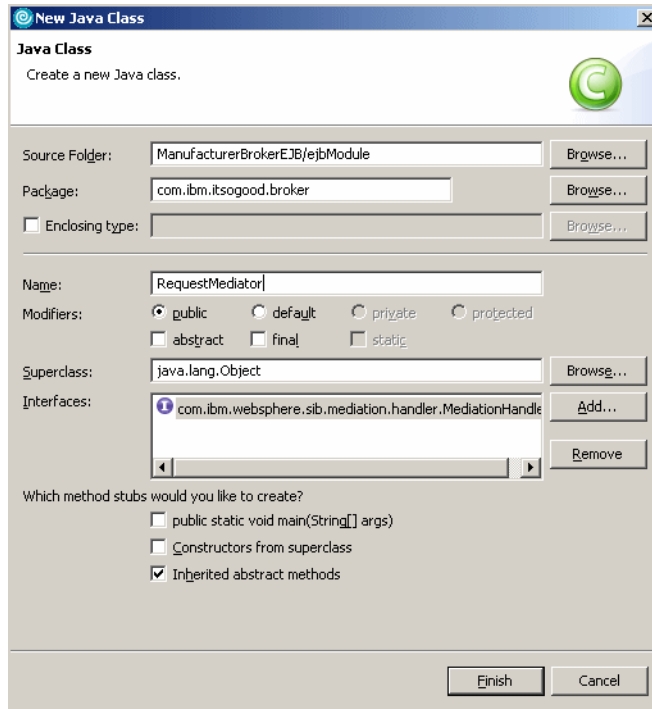 New Java Class
Java Class
Create a new Java class.
C
Source Folder: ManufacturerBrokerEJB/ejbModule Browse...
Package: com.ibm.itsogood.broker Browse...
Enclosing type: Browse...
Name: RequestMediator
Modifiers: public default private protected
abstract final static
Superclass: java.lang.Object Browse...
Interfaces: com.ibm.websphere.sib.mediation.handler.MediationHandle Add...
Remove
Which method stubs would you like to create?
public static void main(String[] args)
Constructors from superclass
Inherited abstract methods
Finish Cancel